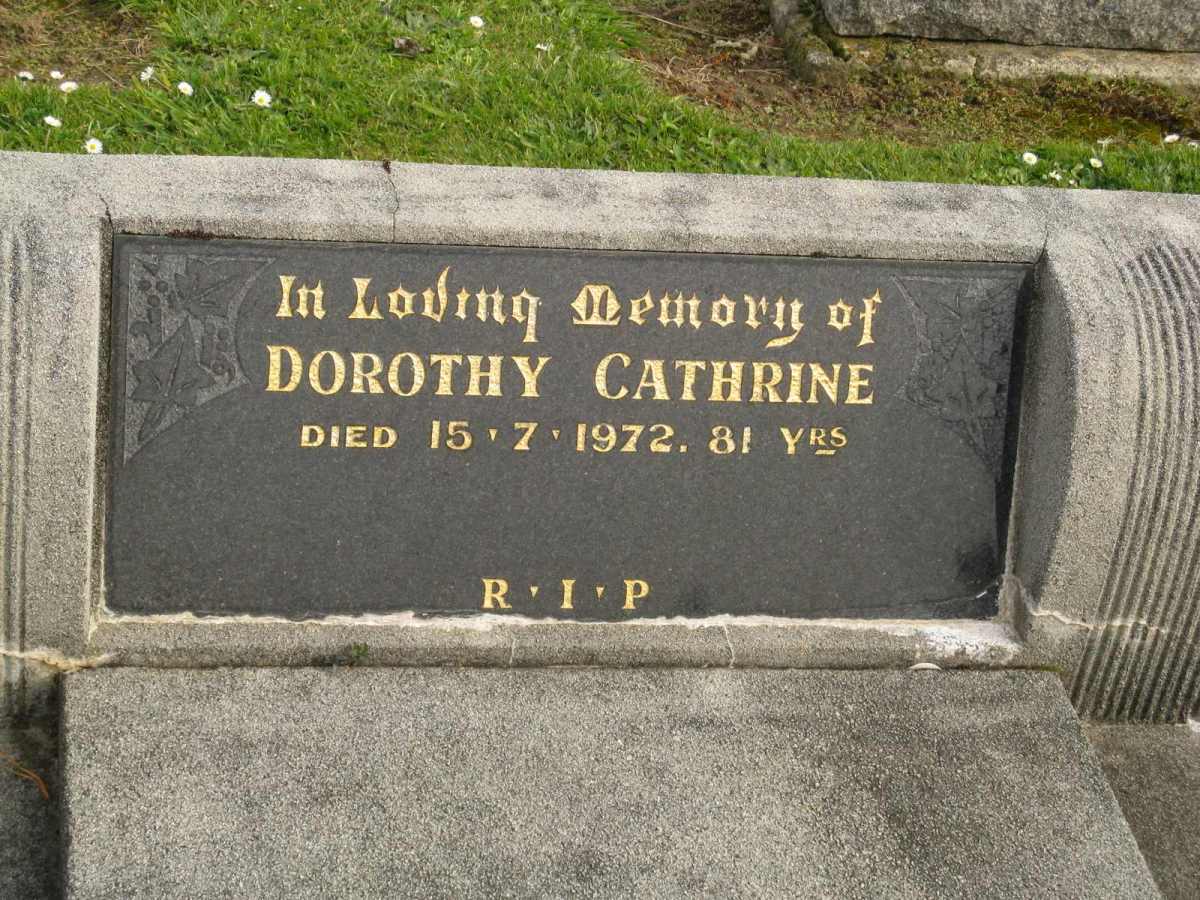 In Loving Memory of
DOROTHY CATHRINE
DIED 15 · 7 · 1972. 81 YRS
R · I · P